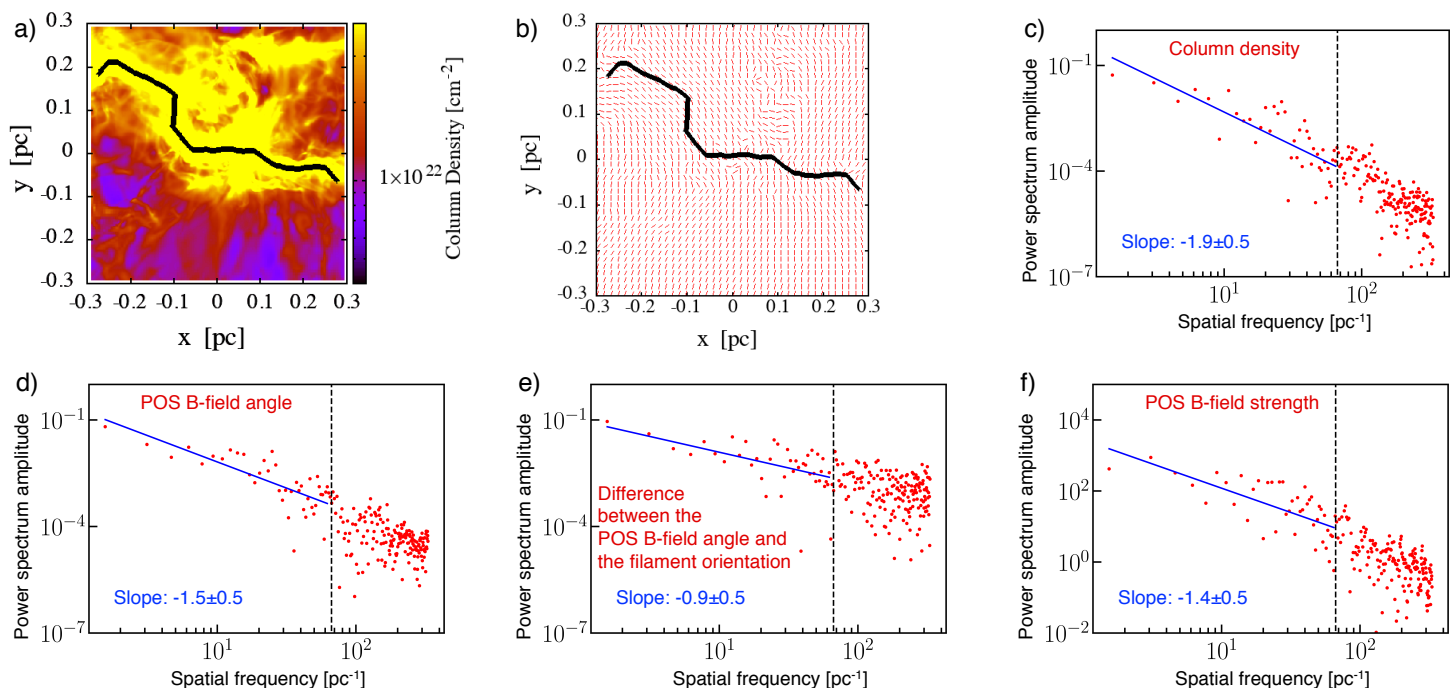 a)
0.3
0.2
0.1
0
-0.1
-0.2
-0.3
y [pc]
-0.3 -0.2 -0.1 0 0.1 0.2 0.3
x [pc]
1×10^22
Column Density [cm^-2]
b)
0.3
0.2
0.1
0
-0.1
-0.2
-0.3
y [pc]
-0.3 -0.2 -0.1 0 0.1 0.2 0.3
x [pc]
c)
Column density
10^-1
10^-4
10^-7
Power spectrum amplitude
Slope: -1.9±0.5
10^1 10^2
Spatial frequency [pc^-1]
d)
POS B-field angle
10^-1
10^-4
10^-7
Power spectrum amplitude
Slope: -1.5±0.5
10^1 10^2
Spatial frequency [pc^-1]
e)
10^-1
10^-4
10^-7
Power spectrum amplitude
Difference
between the
POS B-field angle and
the filament orientation
Slope: -0.9±0.5
10^1 10^2
Spatial frequency [pc^-1]
f)
POS B-field strength
10^4
10^2
10^0
10^-2
Power spectrum amplitude
Slope: -1.4±0.5
10^1 10^2
Spatial frequency [pc^-1]